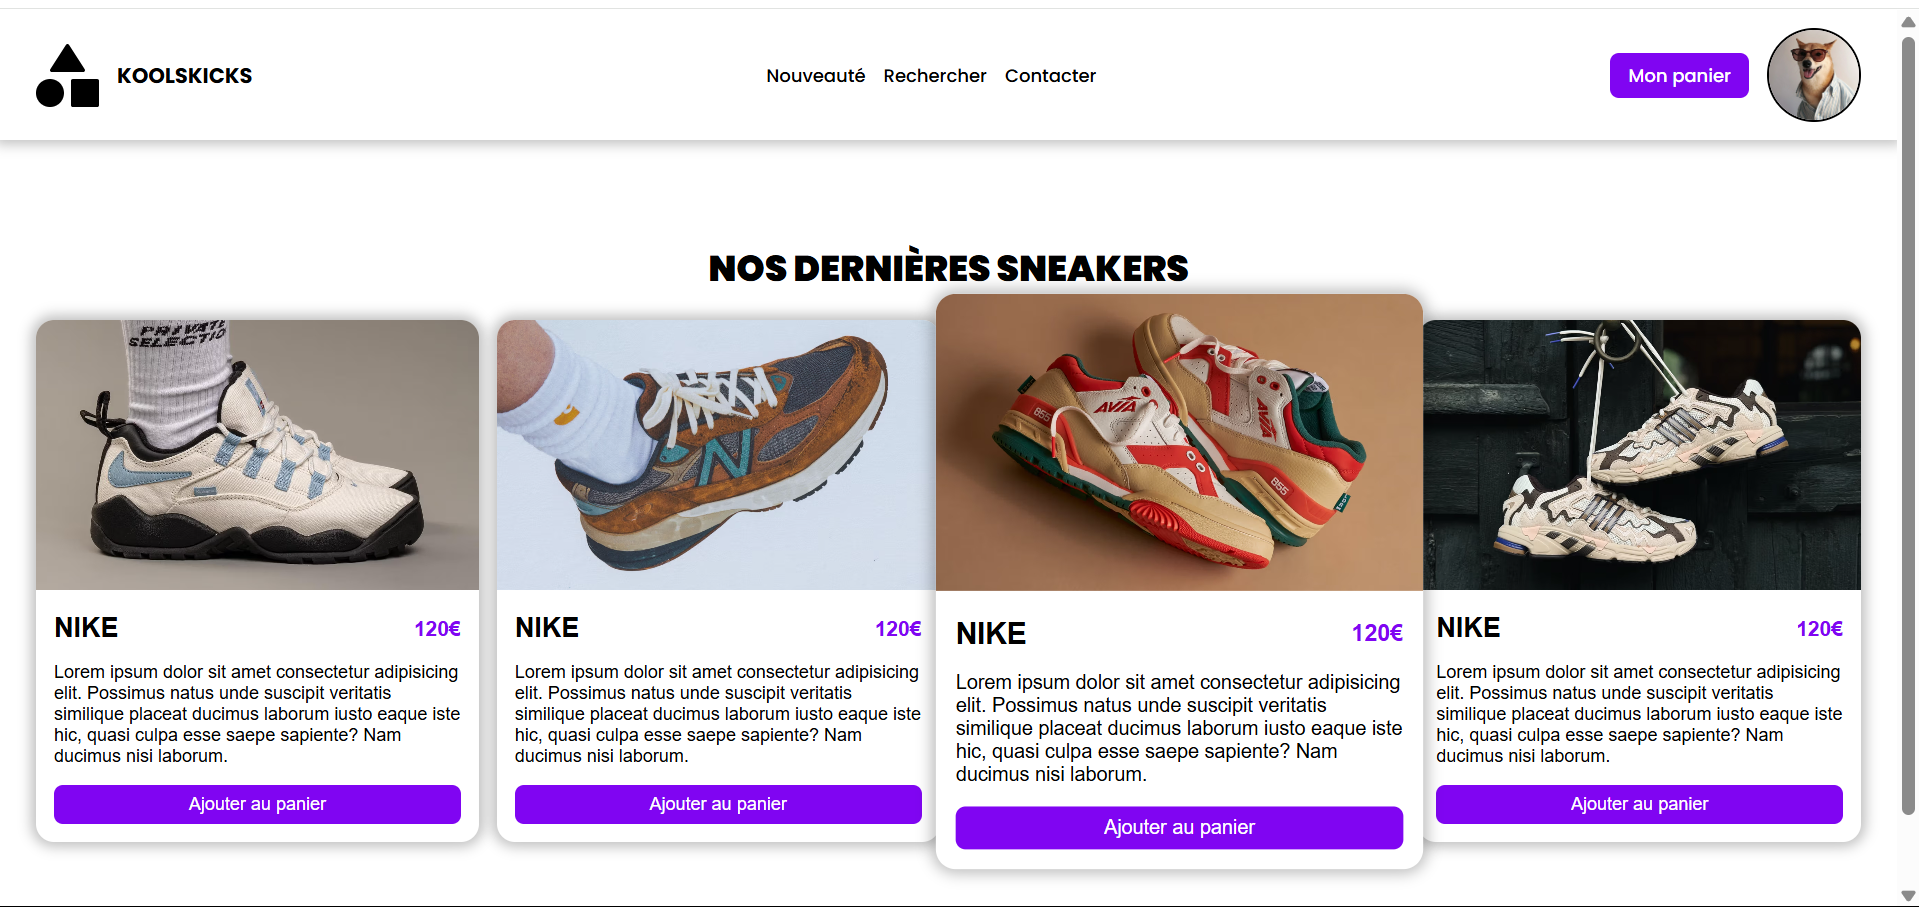 KOOLSKICKS
Nouveauté Rechercher Contacter
Mon panier
NOS DERNIÈRES SNEAKERS
PRIVATE
SELECTIO
NIKE 120€
Lorem ipsum dolor sit amet consectetur adipisicing
elit. Possimus natus unde suscipit veritatis
similique placeat ducimus laborum iusto eaque iste
hic, quasi culpa esse saepe sapiente? Nam
ducimus nisi laborum.
Ajouter au panier
N
NIKE 120€
Lorem ipsum dolor sit amet consectetur adipisicing
elit. Possimus natus unde suscipit veritatis
similique placeat ducimus laborum iusto eaque iste
hic, quasi culpa esse saepe sapiente? Nam
ducimus nisi laborum.
Ajouter au panier
855
AVIA
AVIA
855
NIKE 120€
Lorem ipsum dolor sit amet consectetur adipisicing
elit. Possimus natus unde suscipit veritatis
similique placeat ducimus laborum iusto eaque iste
hic, quasi culpa esse saepe sapiente? Nam
ducimus nisi laborum.
Ajouter au panier
NIKE 120€
Lorem ipsum dolor sit amet consectetur adipisicing
elit. Possimus natus unde suscipit veritatis
similique placeat ducimus laborum iusto eaque iste
hic, quasi culpa esse saepe sapiente? Nam
ducimus nisi laborum.
Ajouter au panier